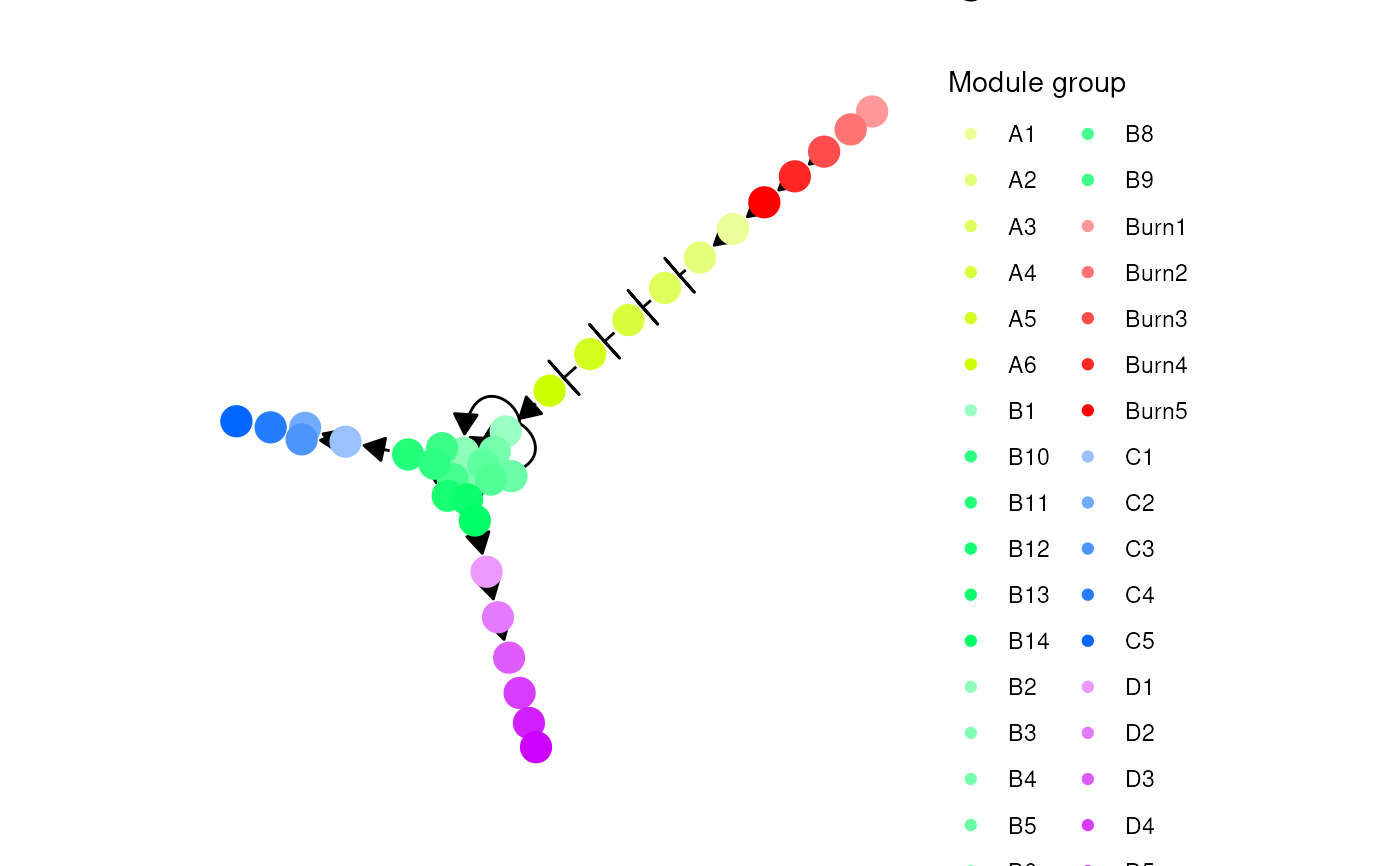 Module group
A1 B8
A2 B9
A3 Burn1
A4 Burn2
A5 Burn3
A6 Burn4
B1 Burn5
B10 C1
B11 C2
B12 C3
B13 C4
B14 C5
B2 D1
B3 D2
B4 D3
B5 D4